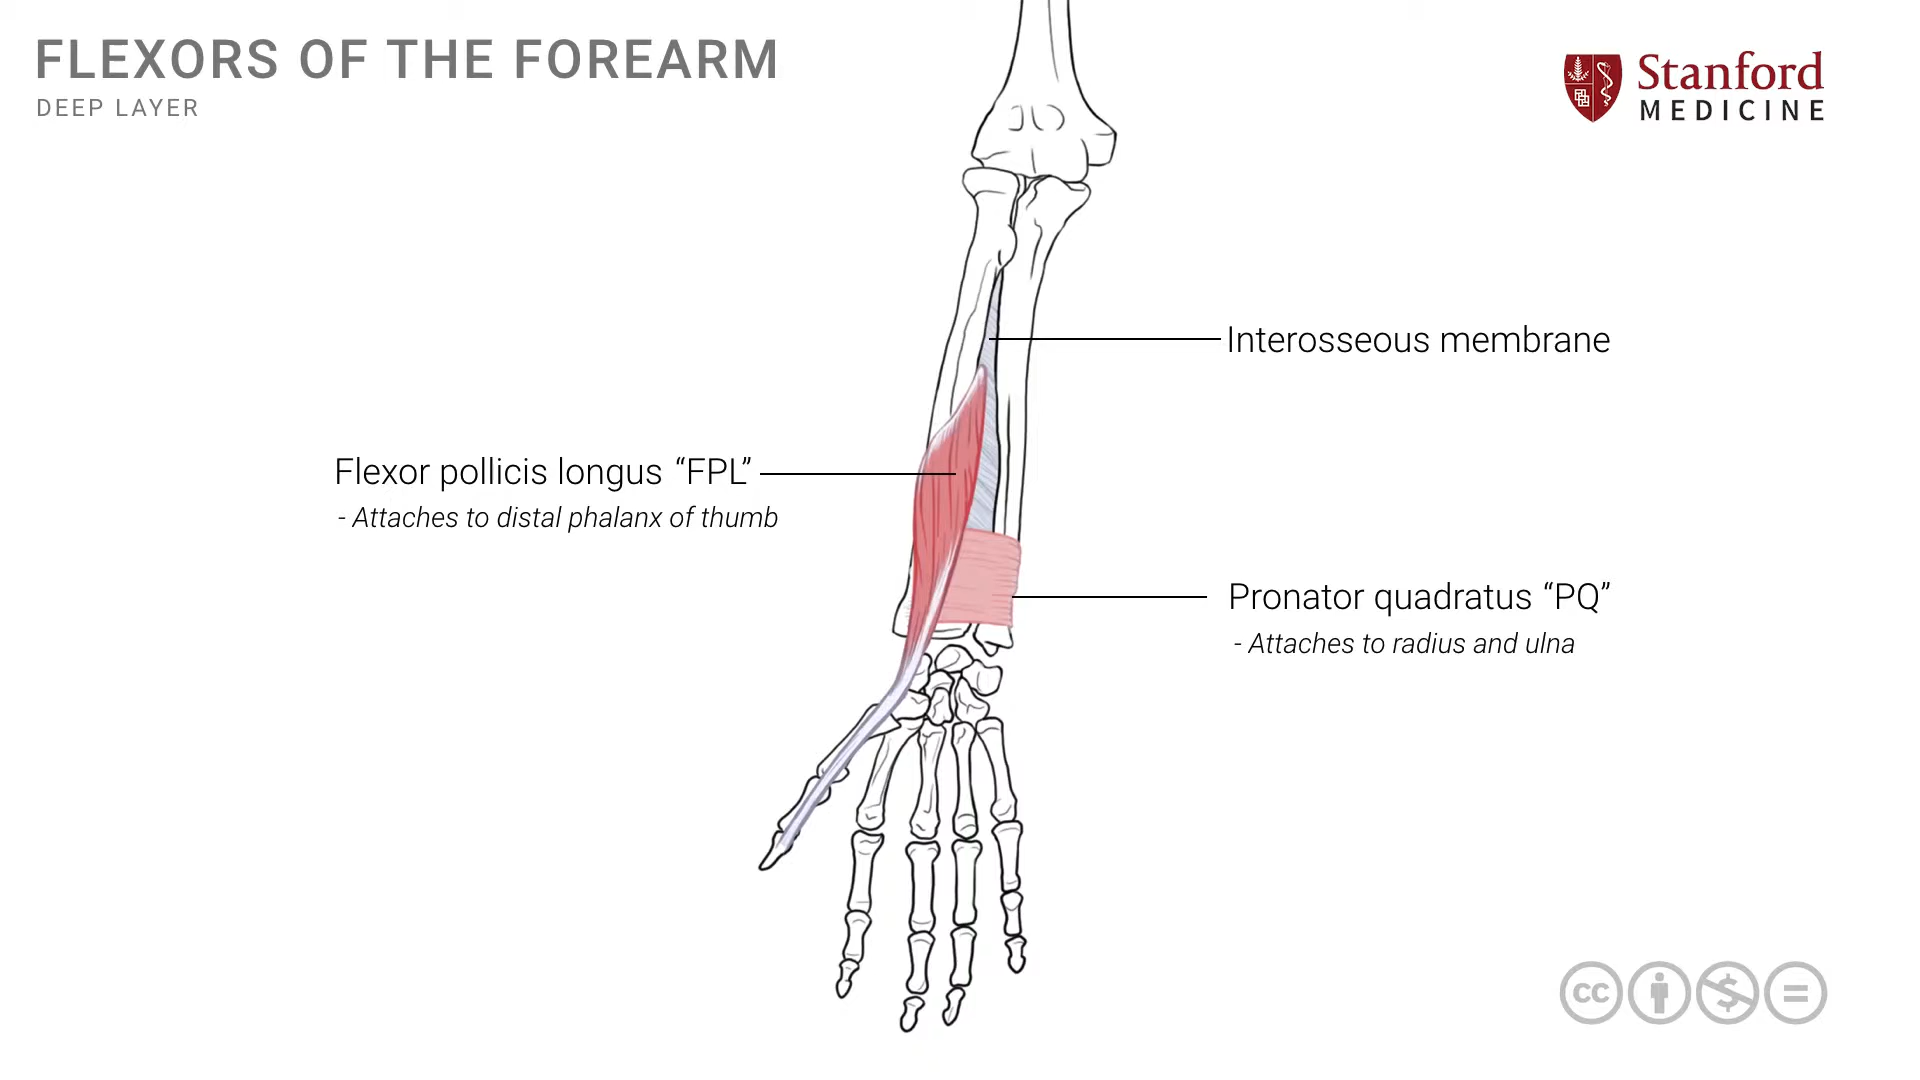 FLEXORS OF THE FOREARM
DEEP LAYER
Stanford
MEDICINE
Interosseous membrane
Flexor pollicis longus “FPL”
- Attaches to distal phalanx of thumb
Pronator quadratus “PQ”
- Attaches to radius and ulna
cc
$
=